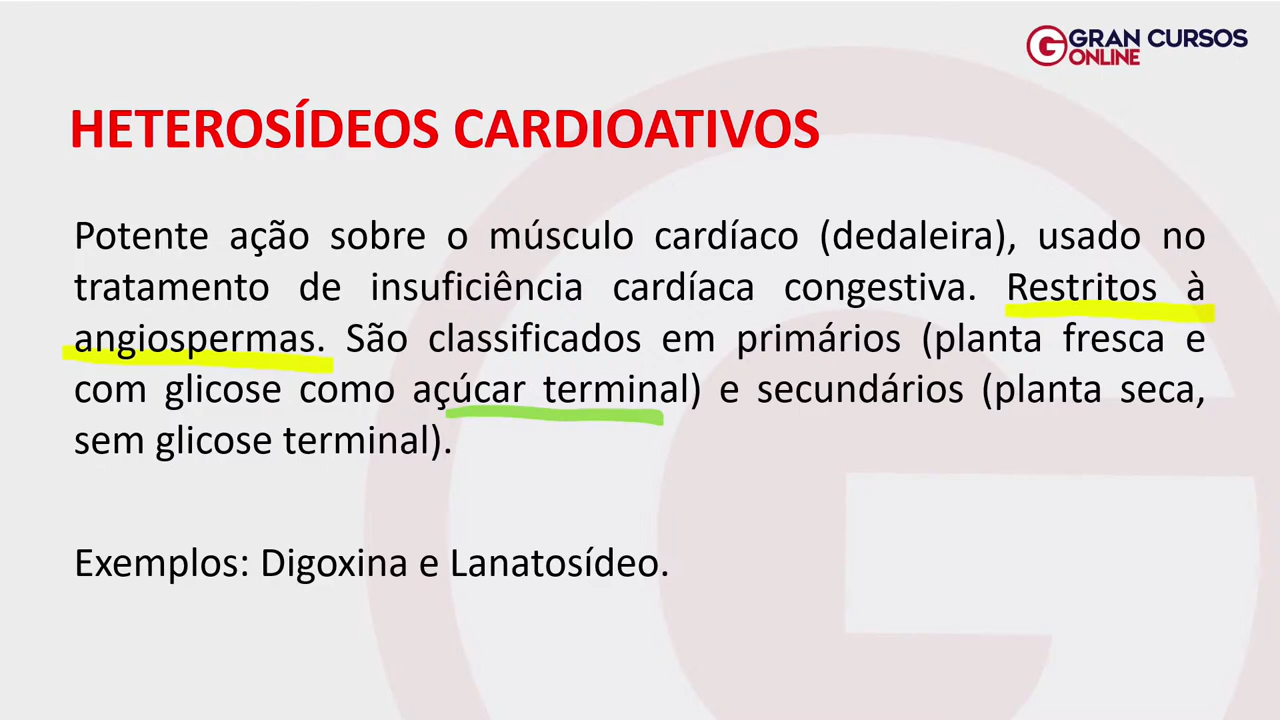 GRAN CURSOS
ONLINE
HETEROSÍDEOS CARDIOATIVOS
Potente ação sobre o músculo cardíaco (dedaleira), usado no
tratamento de insuficiência cardíaca congestiva. Restritos à
angiospermas. São classificados em primários (planta fresca e
com glicose como açúcar terminal) e secundários (planta seca,
sem glicose terminal).
Exemplos: Digoxina e Lanatosídeo.